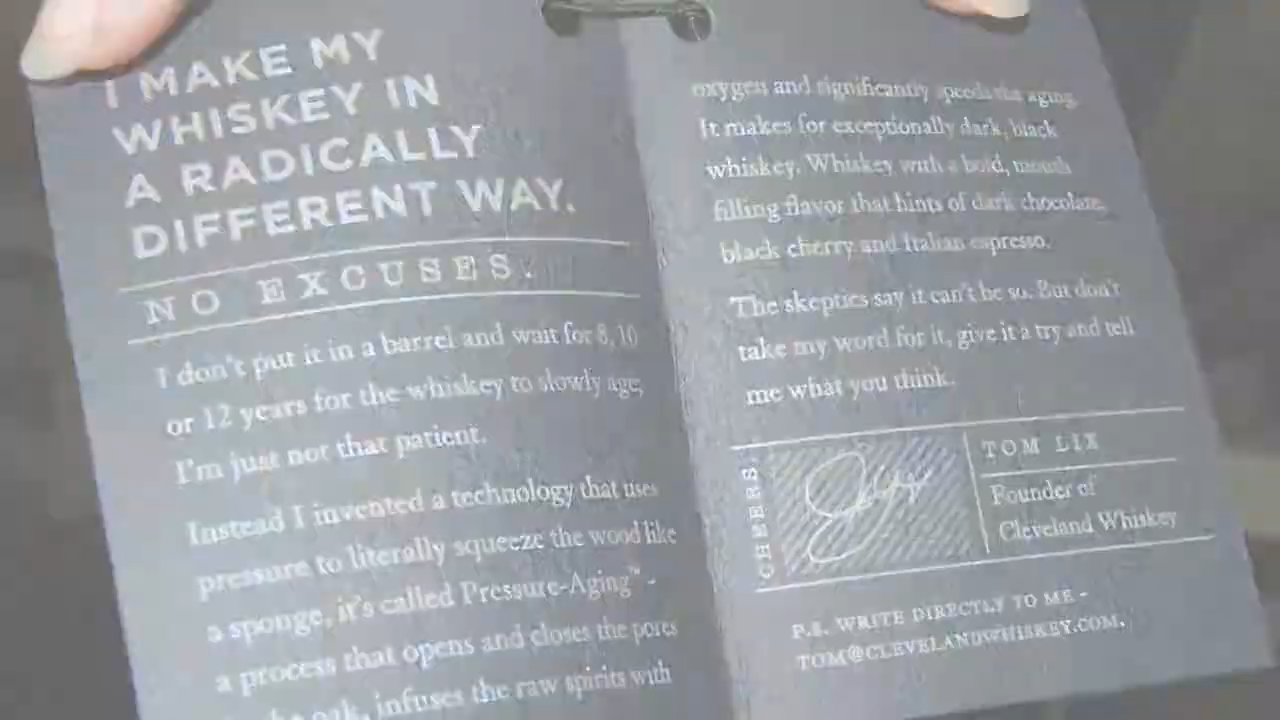 I MAKE MY
WHISKEY IN
A RADICALLY
DIFFERENT WAY.
NO EXCUSES.
I don't put it in a barrel and wait for 8, 10
or 12 years for the whiskey to slowly age,
I'm just not that patient.
Instead I invented a technology that uses
pressure to literally squeeze the wood like
a sponge, it's called Pressure-Aging™ -
a process that opens and closes the pores
oak, infuses the raw spirits with
oxygen and significantly speeds the aging.
It makes for exceptionally dark, black
whiskey. Whiskey with a bold, mouth
filling flavor that hints of dark chocolate,
black cherry and Italian espresso.
The skeptics say it can't be so. But don't
take my word for it, give it a try and tell
me what you think.
CHEERS,
TOM LIX
Founder of
Cleveland Whiskey
P.S. WRITE DIRECTLY TO ME -
TOM@CLEVELANDWHISKEY.COM.